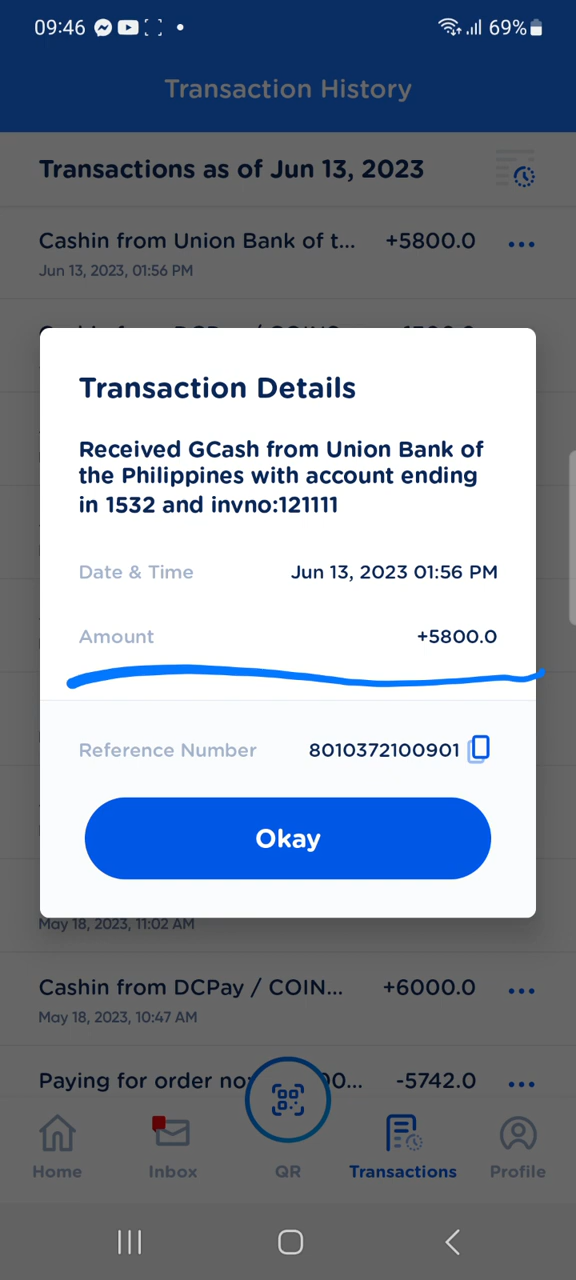 09:46
69%
Transaction History
Transactions as of Jun 13, 2023
Cashin from Union Bank of t... +5800.0
Jun 13, 2023, 01:56 PM
Transaction Details
Received GCash from Union Bank of
the Philippines with account ending
in 1532 and invno:121111
Date & Time Jun 13, 2023 01:56 PM
Amount +5800.0
Reference Number 8010372100901
Okay
May 18, 2023, 11:02 AM
Cashin from DCPay / COIN... +6000.0
May 18, 2023, 10:47 AM
Paying for order no: 00... -5742.0
Home Inbox QR Transactions Profile